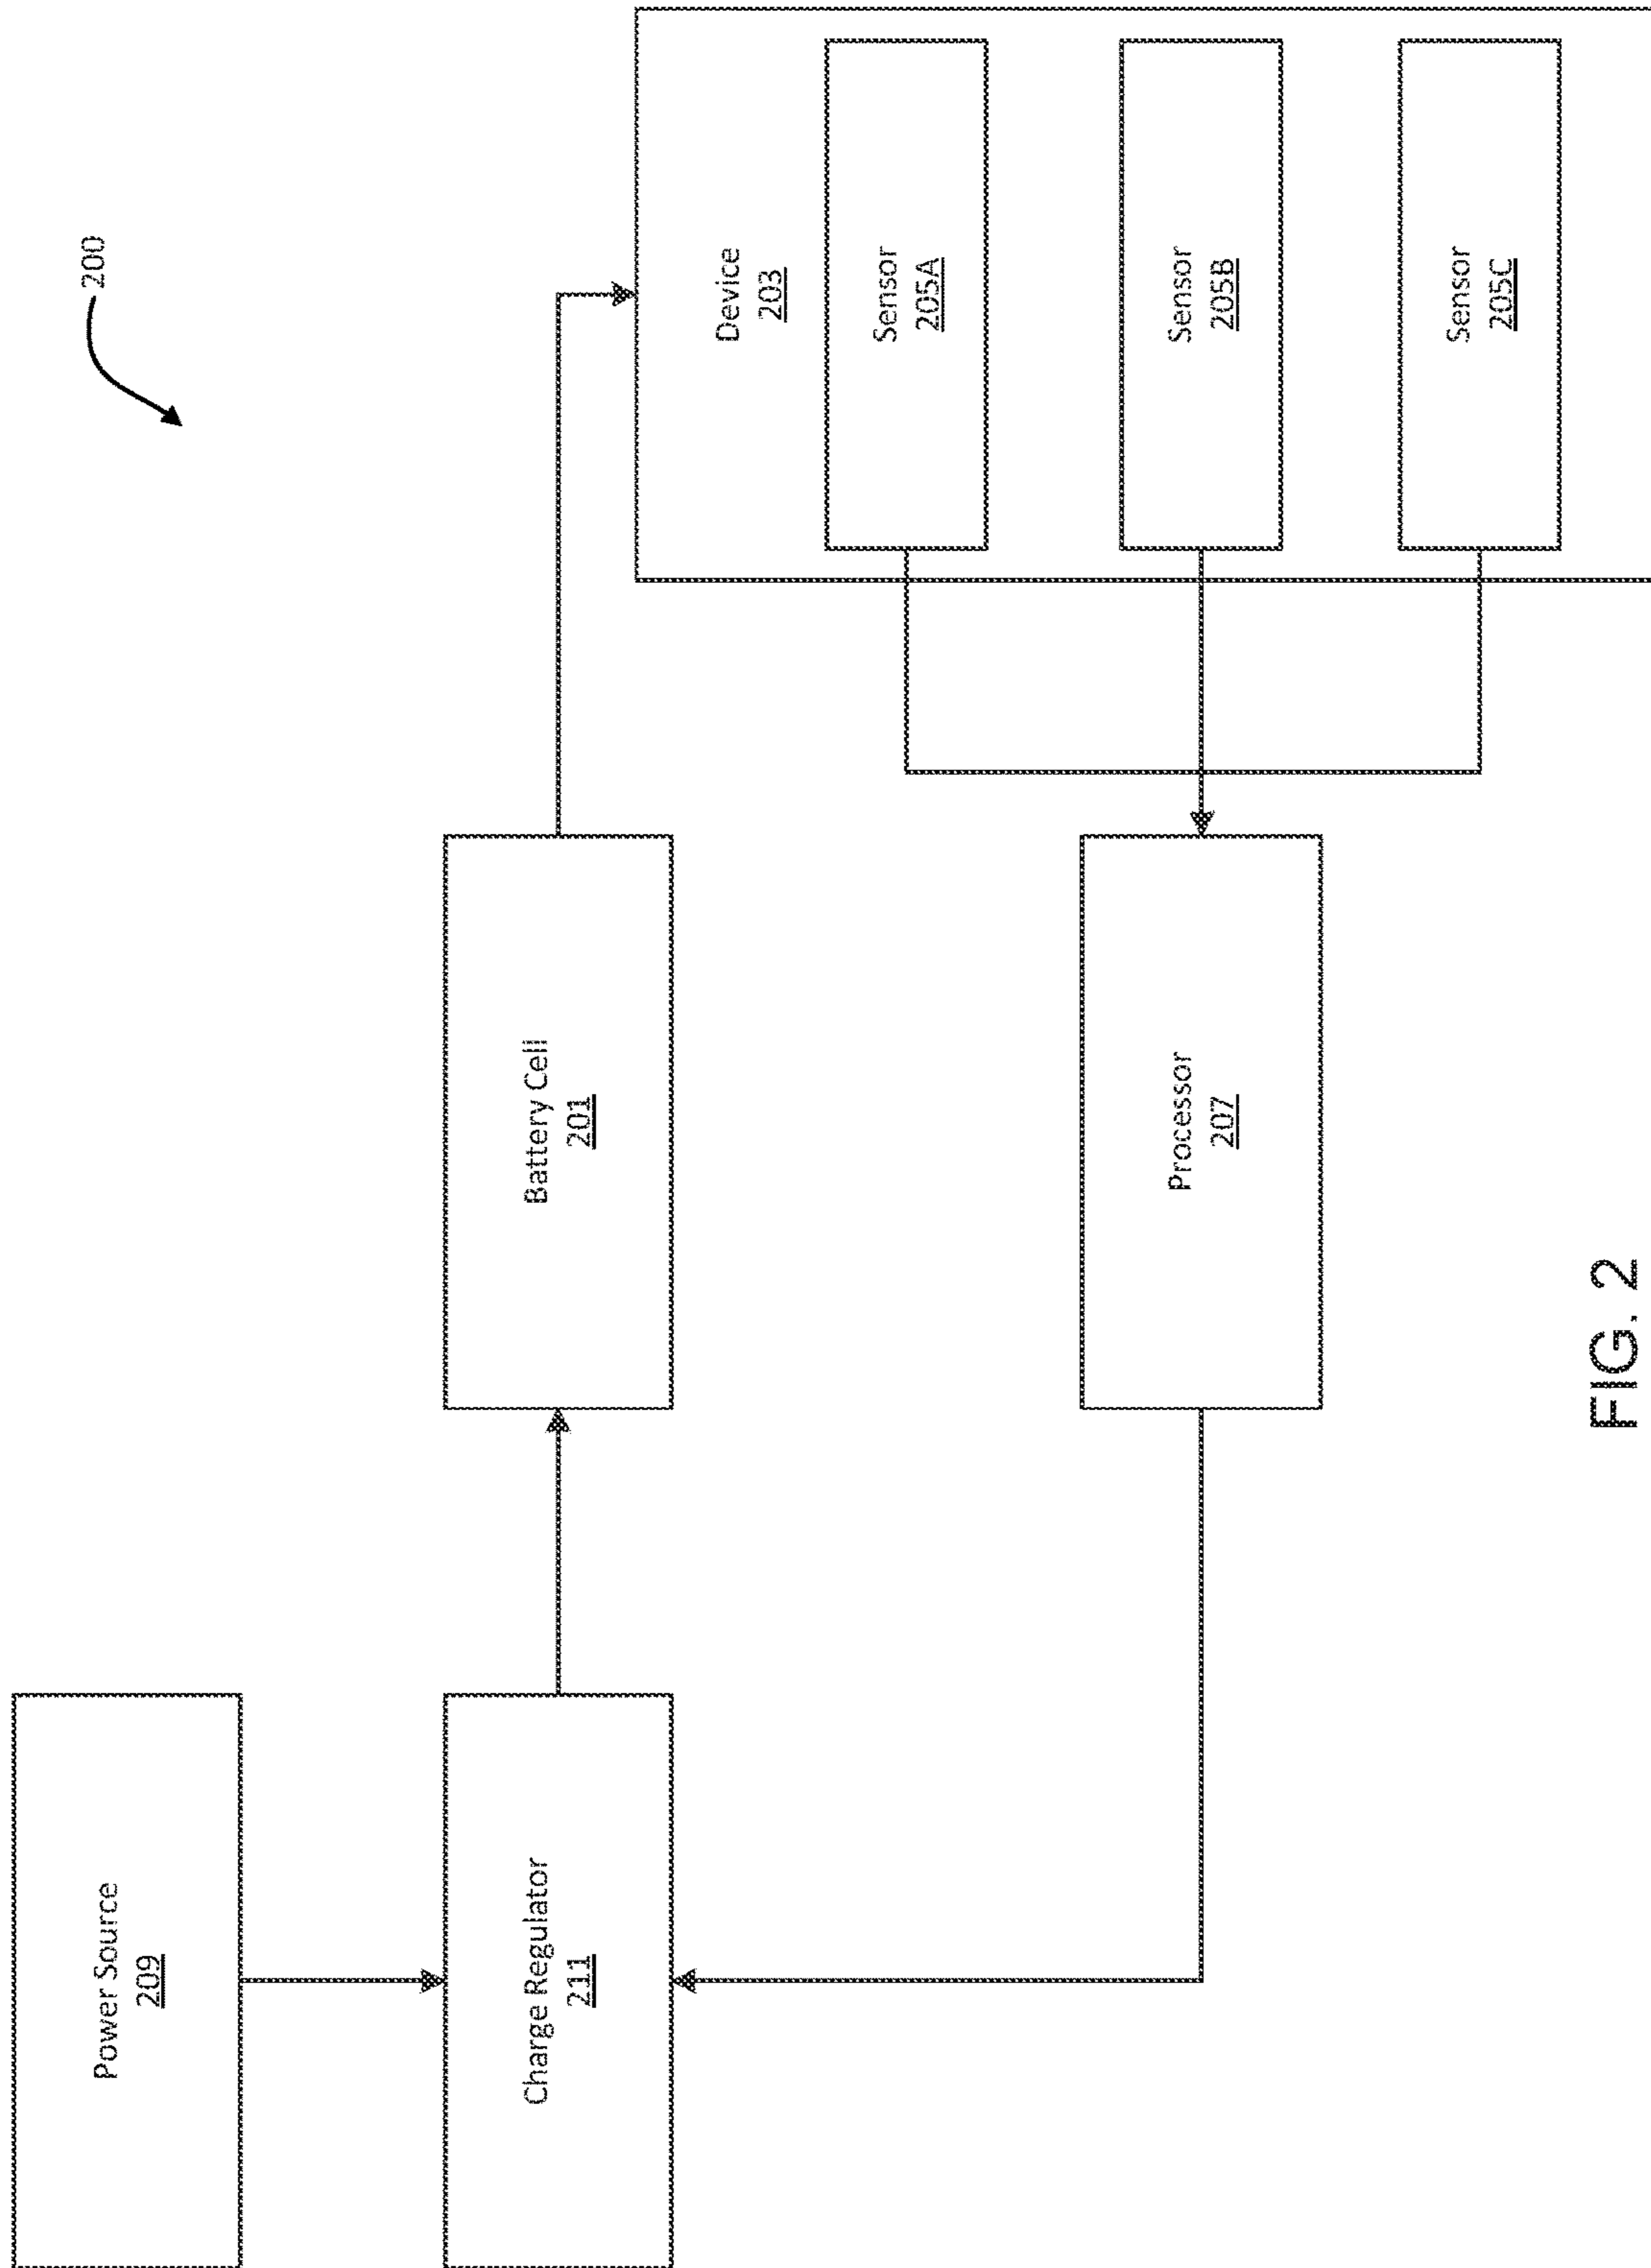 200
Power Source
209
Charge Regulator
211
Battery Cell
201
Device
203
Sensor
205A
Sensor
205B
Sensor
205C
Processor
207
FIG. 2